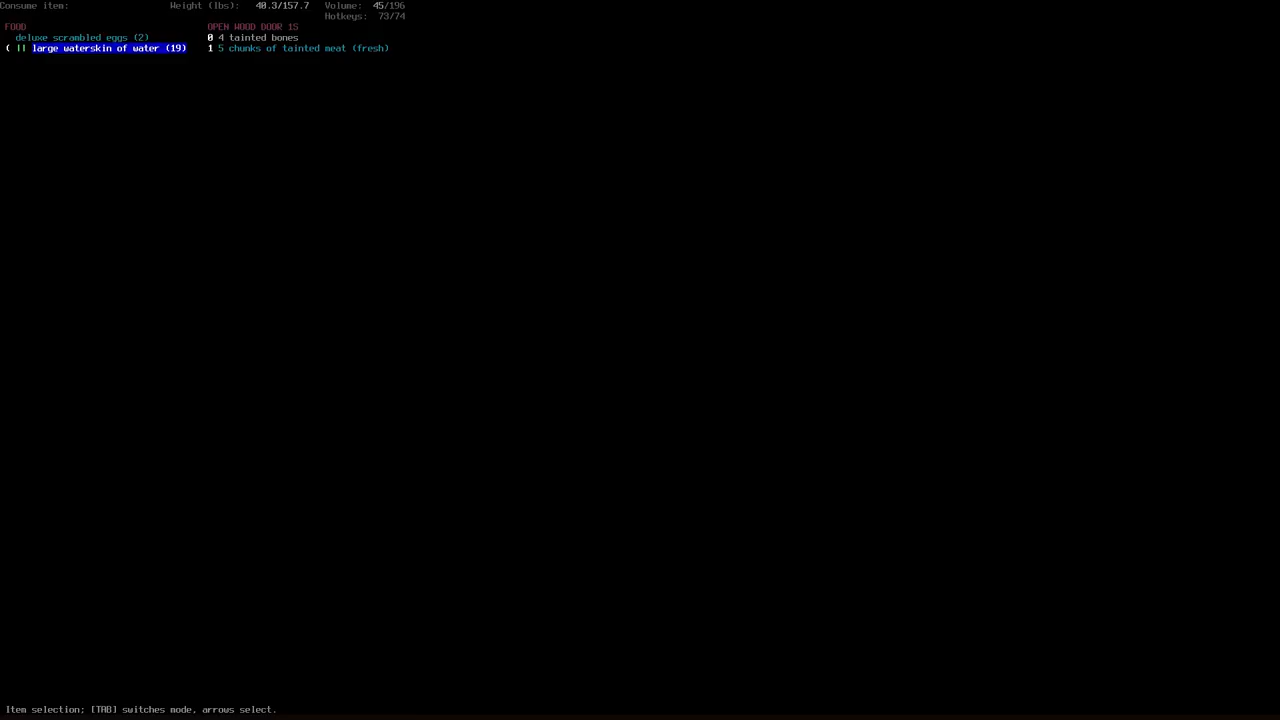 Consume item: Weight (lbs): 40.3/157.7 Volume: 45/196
Hotkeys: 73/74
FOOD OPEN WOOD DOOR 1S
deluxe scrambled eggs (2) 0 4 tainted bones
( || large waterskin of water (19) 1 5 chunks of tainted meat (fresh)
Item selection; [TAB] switches mode, arrows select.